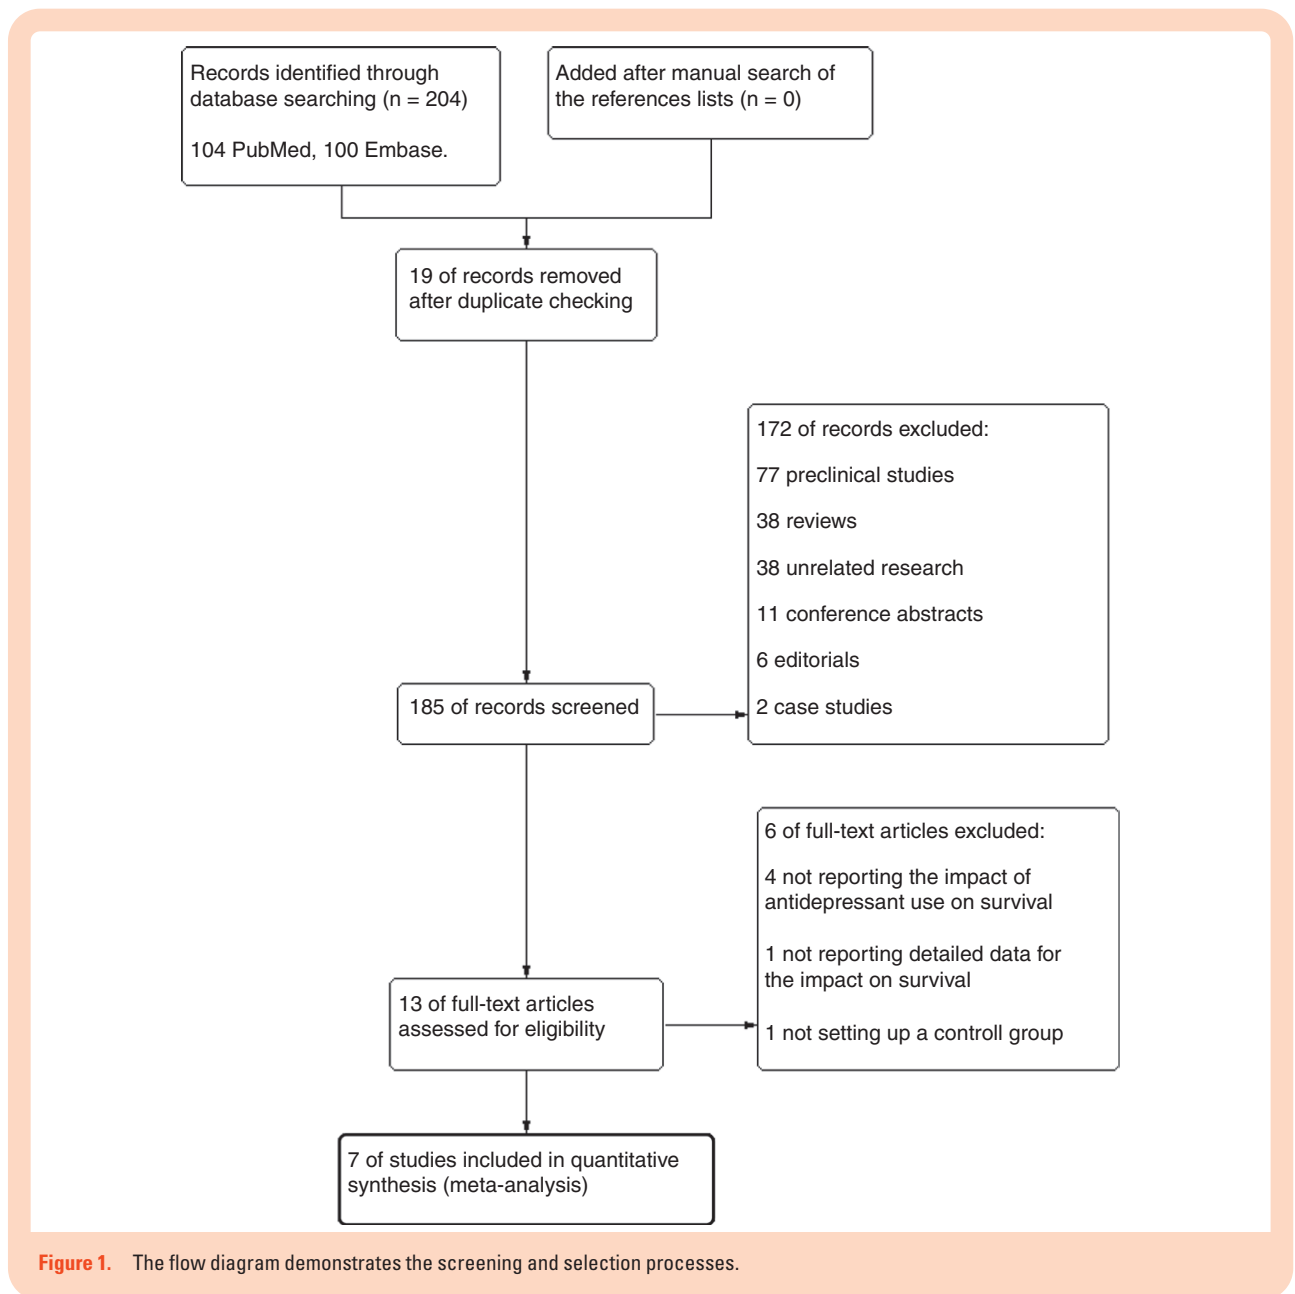 Records identified through
database searching (n = 204)
104 PubMed, 100 Embase.
Added after manual search of
the references lists (n = 0)
19 of records removed
after duplicate checking
172 of records excluded:
77 preclinical studies
38 reviews
38 unrelated research
11 conference abstracts
6 editorials
2 case studies
185 of records screened
6 of full-text articles excluded:
4 not reporting the impact of
antidepressant use on survival
1 not reporting detailed data for
the impact on survival
1 not setting up a controll group
13 of full-text articles
assessed for eligibility
7 of studies included in quantitative
synthesis (meta-analysis)
Figure 1. The flow diagram demonstrates the screening and selection processes.